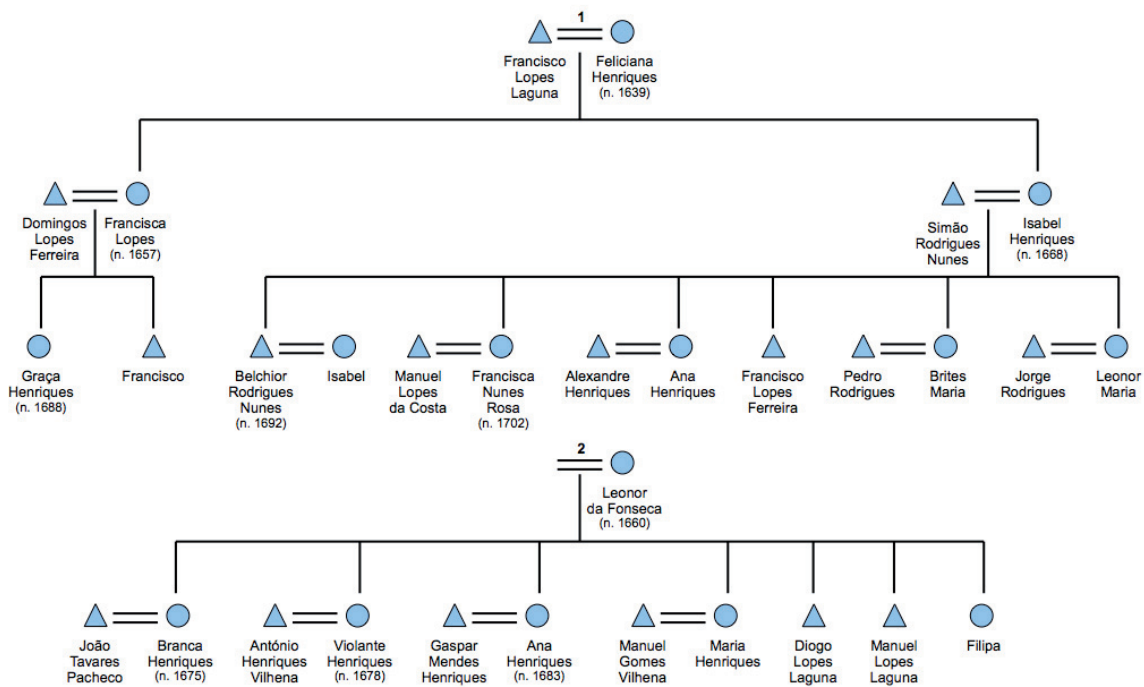 1
Francisco
Lopes
Laguna
Feliciana
Henriques
(n. 1639)
Domingos
Lopes
Ferreira
Francisca
Lopes
(n. 1657)
Simão
Rodrigues
Nunes
Isabel
Henriques
(n. 1668)
Graça
Henriques
(n. 1688)
Francisco
Belchior
Rodrigues
Nunes
(n. 1692)
Isabel
Manuel
Lopes
da Costa
Francisca
Nunes
Rosa
(n. 1702)
Alexandre
Henriques
Ana
Henriques
Francisco
Lopes
Ferreira
Pedro
Rodrigues
Brites
Maria
Jorge
Rodrigues
Leonor
Maria
2
Leonor
da Fonseca
(n. 1660)
João
Tavares
Pacheco
Branca
Henriques
(n. 1675)
António
Henriques
Vilhena
Violante
Henriques
(n. 1678)
Gaspar
Mendes
Henriques
Ana
Henriques
(n. 1683)
Manuel
Gomes
Vilhena
Maria
Henriques
Diogo
Lopes
Laguna
Manuel
Lopes
Laguna
Filipa